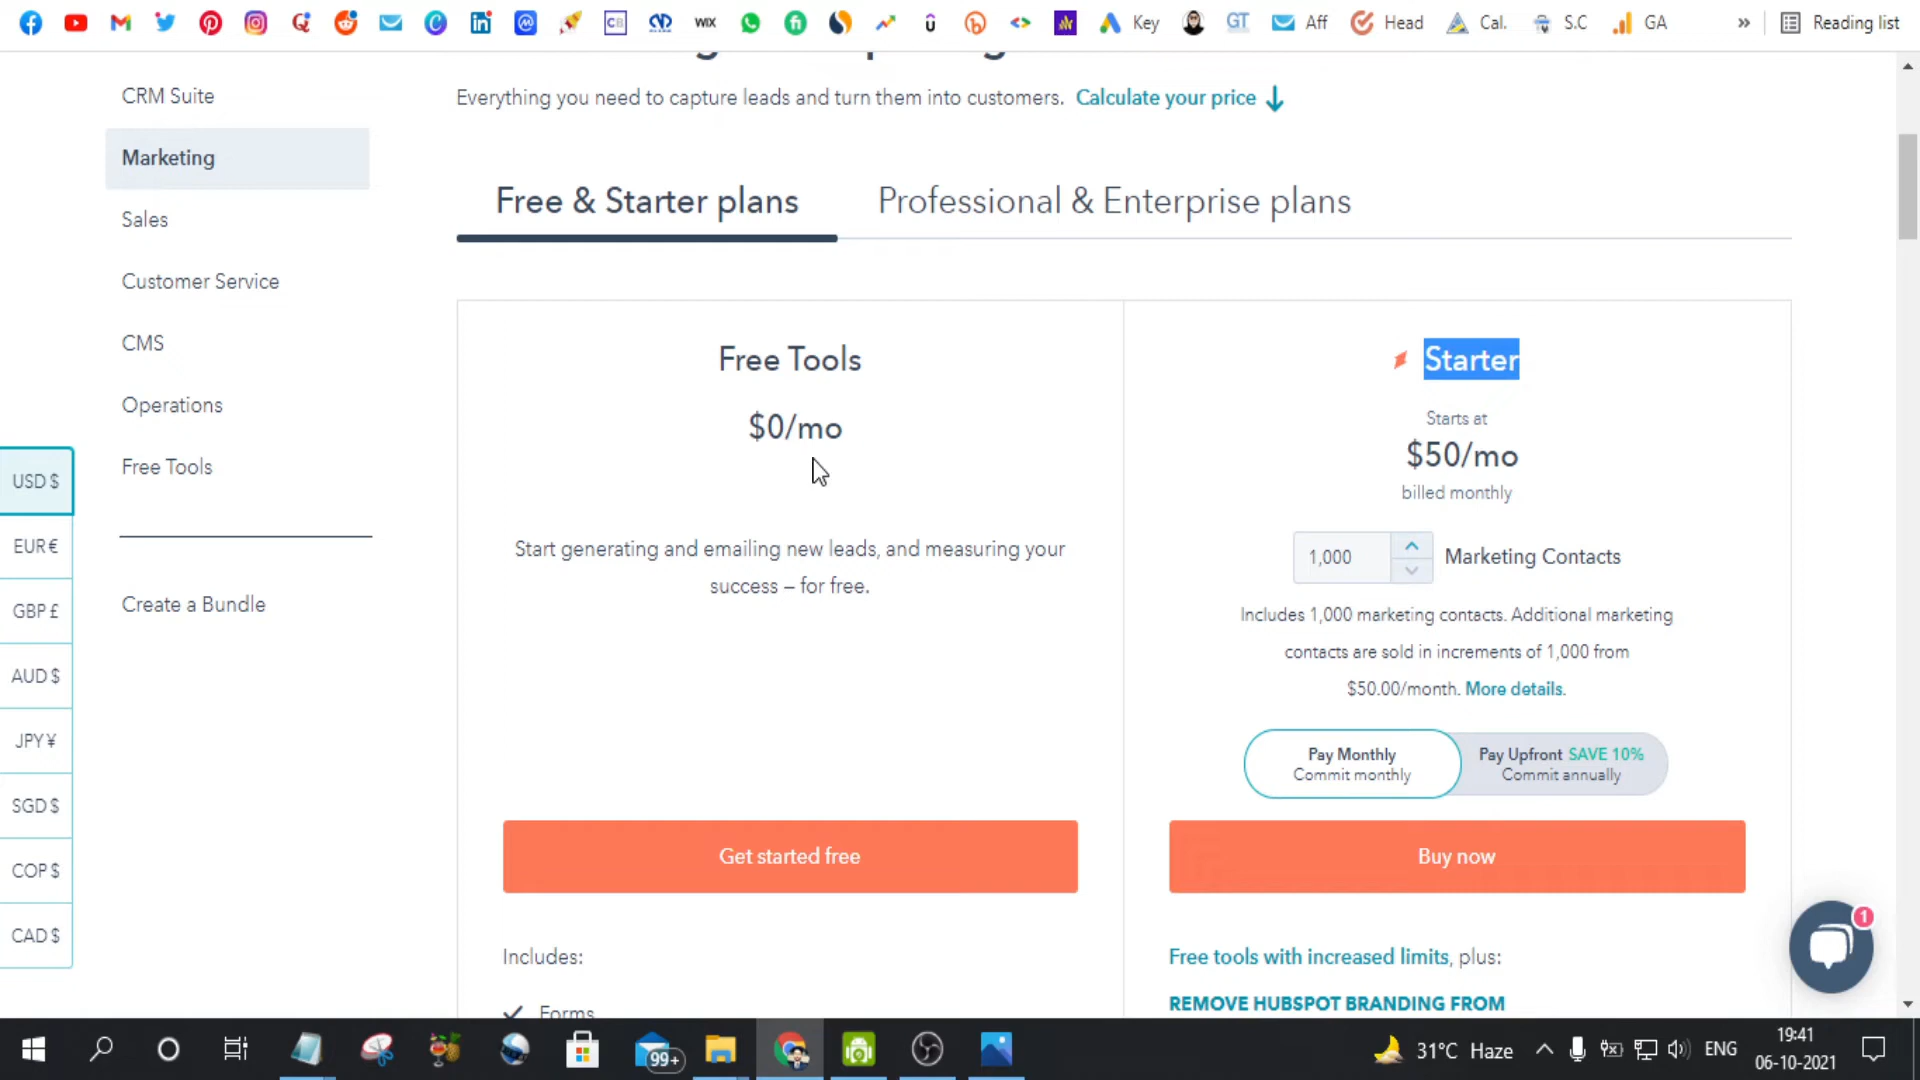 Key
GT
Aff
Head
Cal.
S.C
GA
»
Reading list
CRM Suite
Marketing
Sales
Customer Service
CMS
Operations
Free Tools
Create a Bundle
USD $
EUR €
GBP £
AUD $
JPY ¥
SGD $
COP $
CAD $
Everything you need to capture leads and turn them into customers. Calculate your price
Free & Starter plans
Professional & Enterprise plans
Free Tools
$0/mo
Start generating and emailing new leads, and measuring your
success – for free.
Get started free
Includes:
Forms
Starter
Starts at
$50/mo
billed monthly
1,000
Marketing Contacts
Includes 1,000 marketing contacts. Additional marketing
contacts are sold in increments of 1,000 from
$50.00/month. More details.
Pay Monthly
Commit monthly
Pay Upfront SAVE 10%
Commit annually
Buy now
Free tools with increased limits, plus:
REMOVE HUBSPOT BRANDING FROM
1
99+
31°C Haze
ENG
19:41
06-10-2021